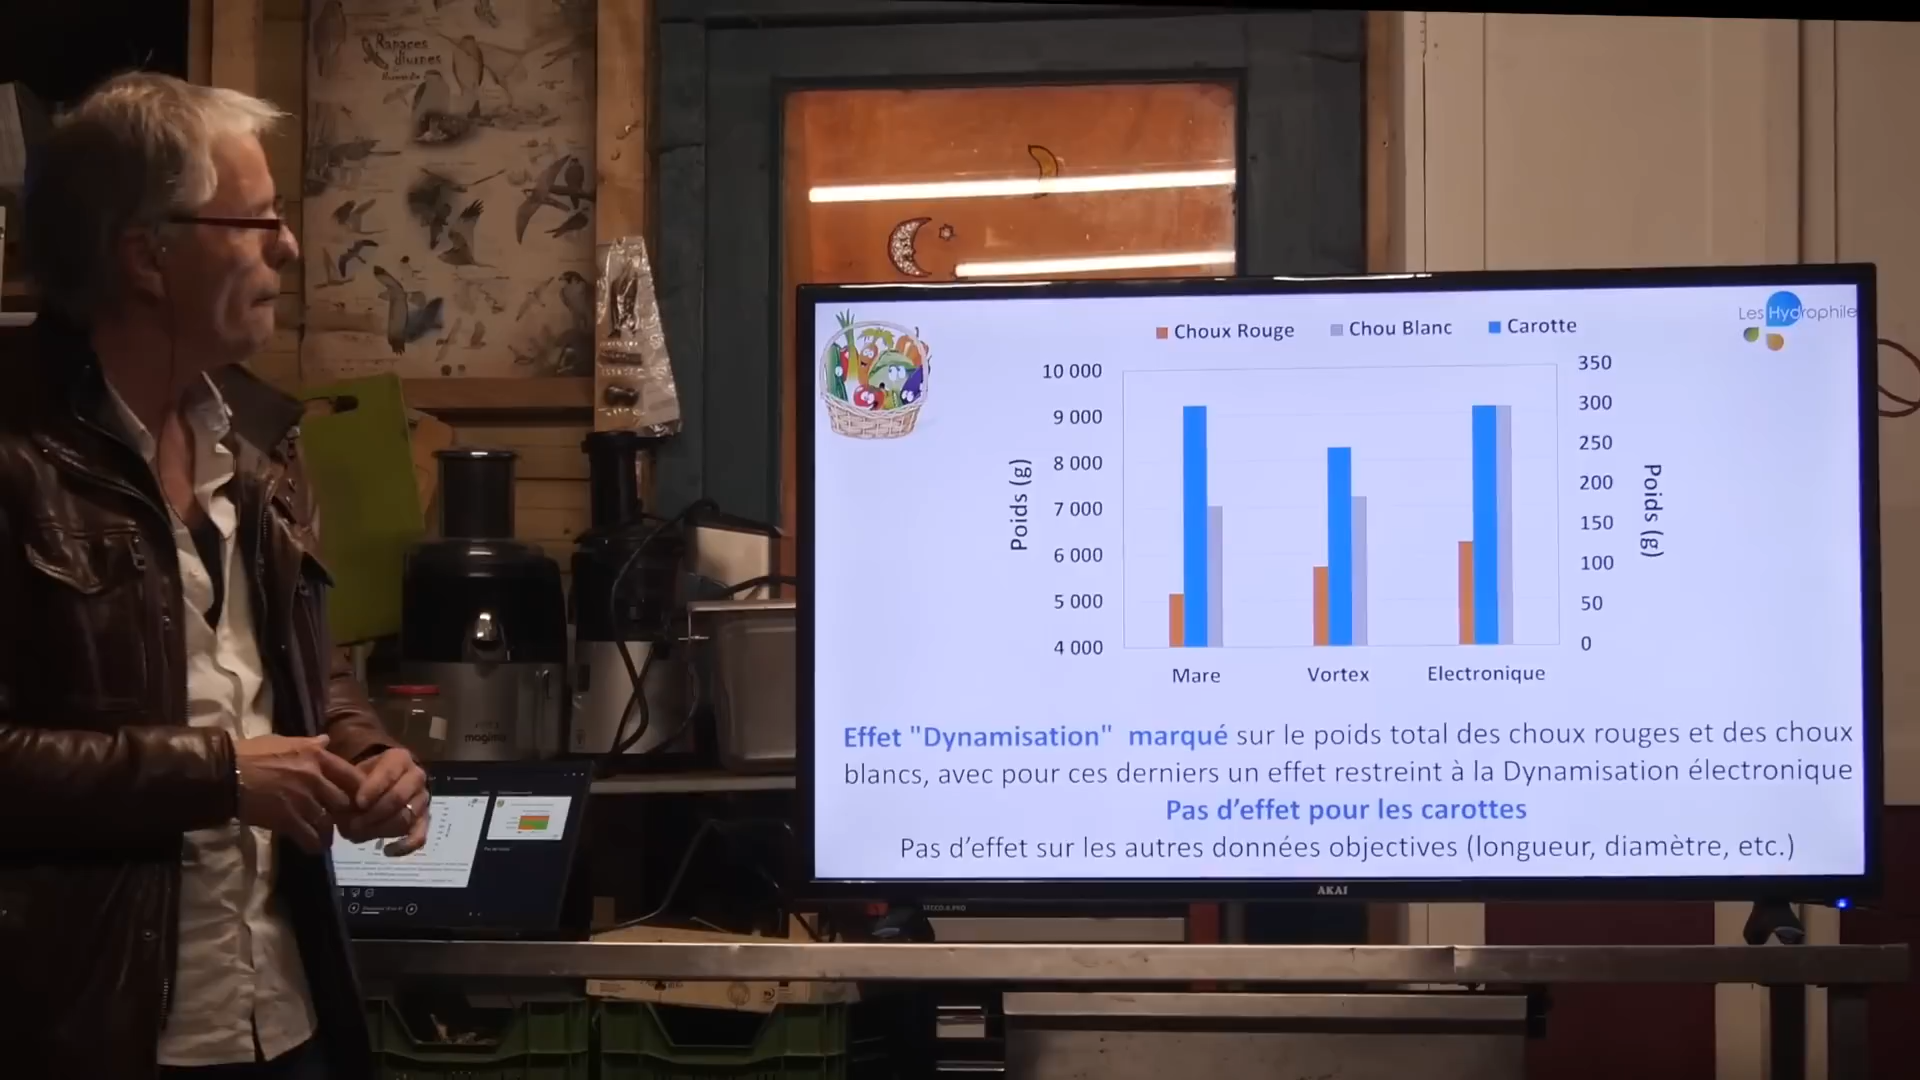 Rapaces
diurnes
Les Hydrophiles
Choux Rouge Chou Blanc Carotte
10 000
9 000
8 000
7 000
6 000
5 000
4 000
Poids (g)
350
300
250
200
150
100
50
0
Poids (g)
Mare Vortex Electronique
Effet "Dynamisation" marqué sur le poids total des choux rouges et des choux
blancs, avec pour ces derniers un effet restreint à la Dynamisation électronique
Pas d'effet pour les carottes
Pas d'effet sur les autres données objectives (longueur, diamètre, etc.)
AKAI